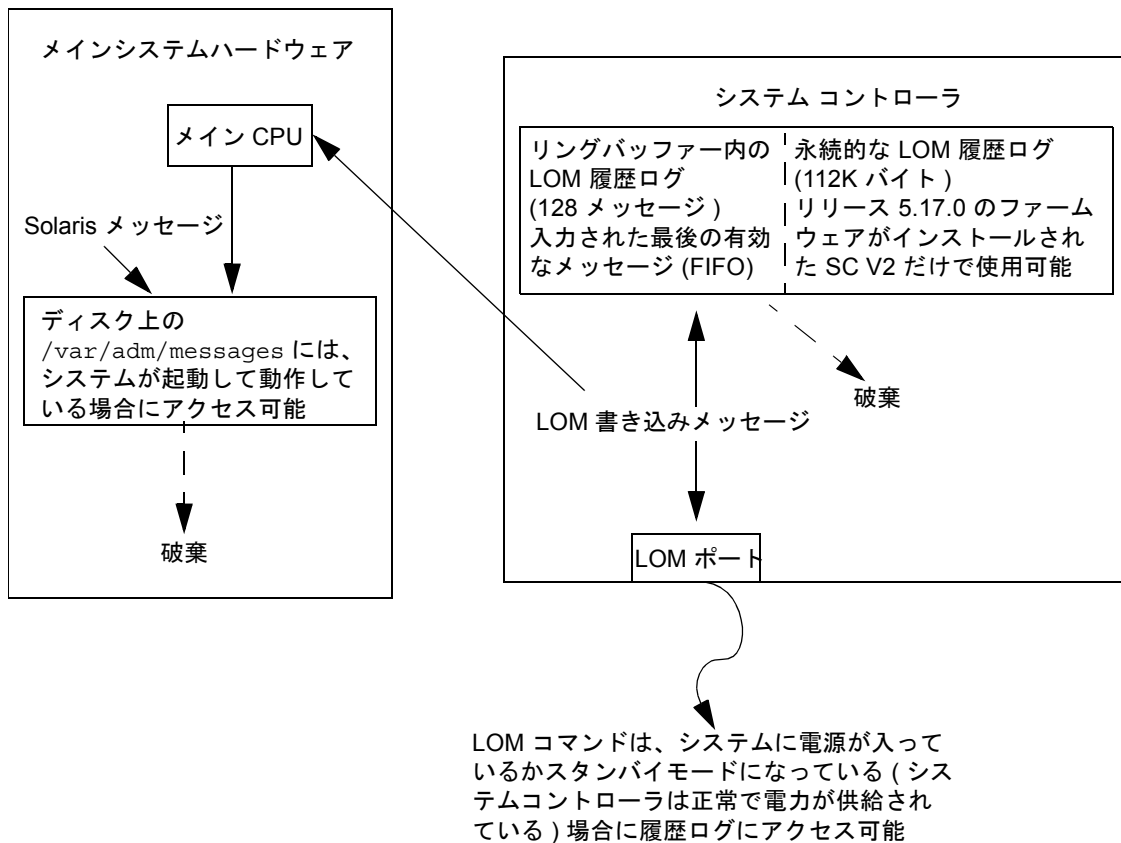 メインシステムハードウェア
メイン CPU
Solaris メッセージ
ディスク上の
/var/adm/messages には、
システムが起動して動作して
いる場合にアクセス可能
破棄
システム コントローラ
リングバッファー内の
LOM 履歴ログ
(128 メッセージ )
入力された最後の有効
なメッセージ (FIFO)
永続的な LOM 履歴ログ
(112K バイト )
リリース 5.17.0 のファーム
ウェアがインストールされ
た SC V2 だけで使用可能
破棄
LOM 書き込みメッセージ
LOM ポート
LOM コマンドは、システムに電源が入って
いるかスタンバイモードになっている ( シス
テムコントローラは正常で電力が供給され
ている ) 場合に履歴ログにアクセス可能